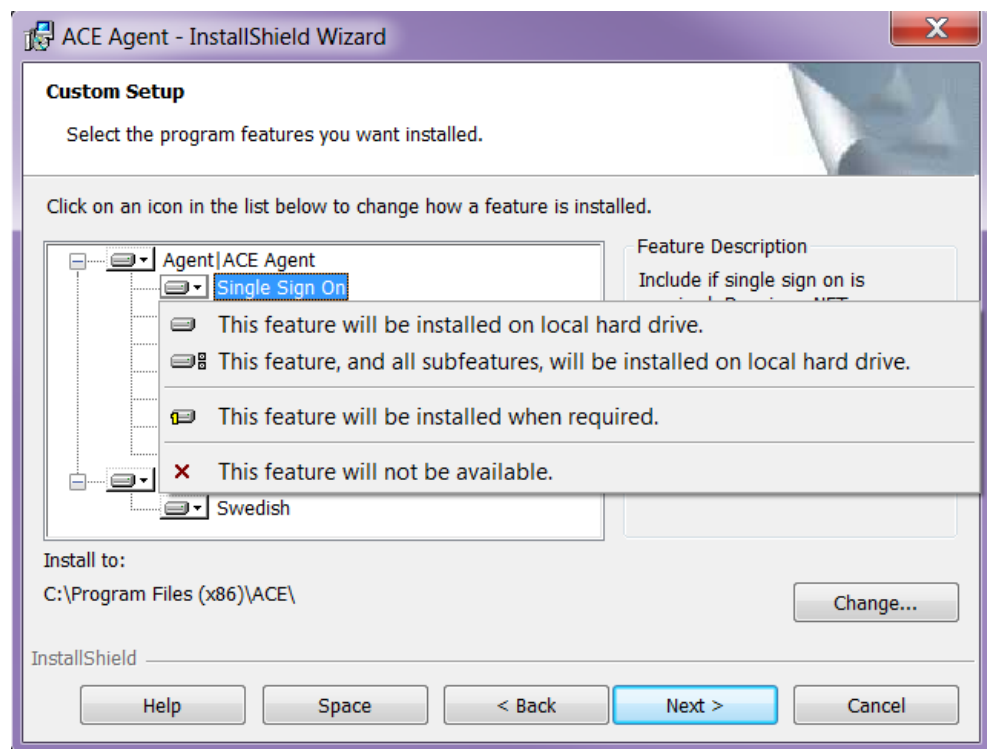 ACE Agent - InstallShield Wizard
X
Custom Setup
Select the program features you want installed.
Click on an icon in the list below to change how a feature is installed.
Agent|ACE Agent
Single Sign On
Feature Description
Include if single sign on is
This feature will be installed on local hard drive.
This feature, and all subfeatures, will be installed on local hard drive.
This feature will be installed when required.
This feature will not be available.
Swedish
Install to:
C:\Program Files (x86)\ACE\
Change...
InstallShield
Help
Space
< Back
Next >
Cancel